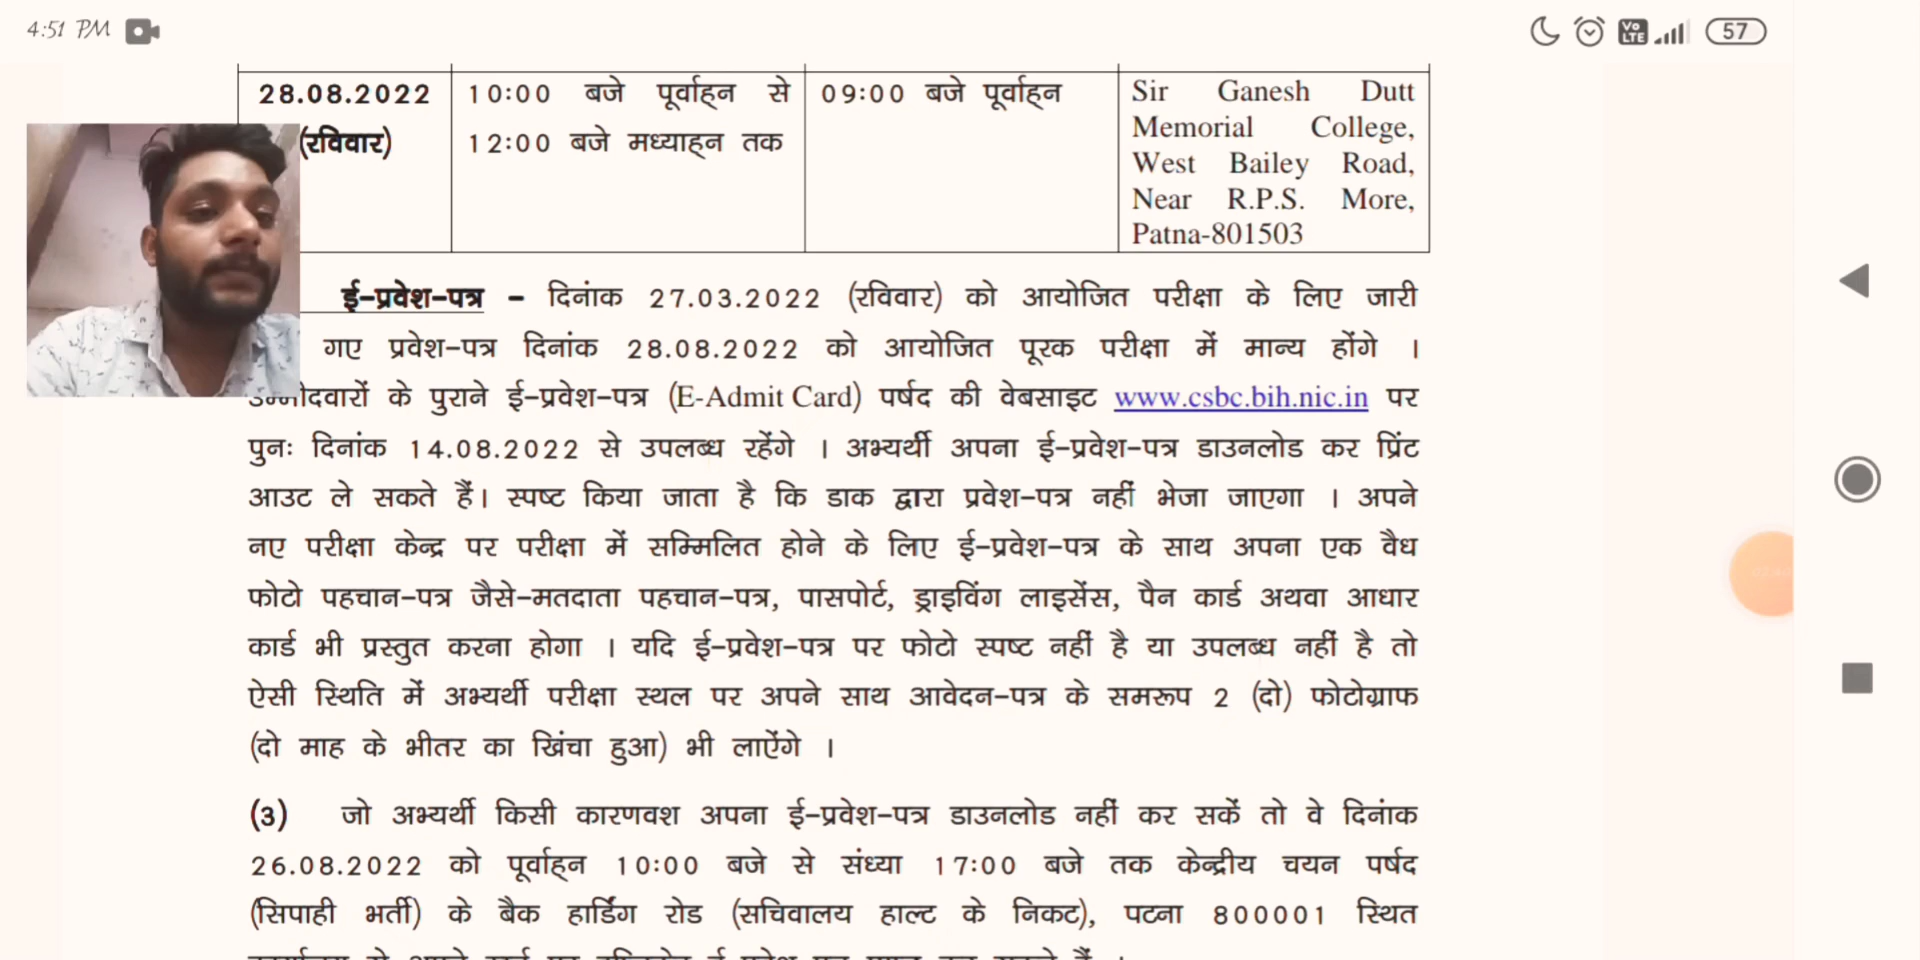 4:51 PM
Vo LTE
57
28.08.2022
(रविवार)
10:00 बजे पूर्वाह्न से
12:00 बजे मध्याह्न तक
09:00 बजे पूर्वाह्न
Sir Ganesh Dutt
Memorial College,
West Bailey Road,
Near R.P.S. More,
Patna-801503
ई-प्रवेश-पत्र - दिनांक 27.03.2022 (रविवार) को आयोजित परीक्षा के लिए जारी
गए प्रवेश-पत्र दिनांक 28.08.2022 को आयोजित पूरक परीक्षा में मान्य होंगे ।
के पुराने ई-प्रवेश-पत्र (E-Admit Card) पर्षद की वेबसाइट www.csbc.bih.nic.in पर
पुनः दिनांक 14.08.2022 से उपलब्ध रहेंगे । अभ्यर्थी अपना ई-प्रवेश-पत्र डाउनलोड कर प्रिंट
आउट ले सकते हैं। स्पष्ट किया जाता है कि डाक द्वारा प्रवेश-पत्र नहीं भेजा जाएगा । अपने
नए परीक्षा केन्द्र पर परीक्षा में सम्मिलित होने के लिए ई-प्रवेश-पत्र के साथ अपना एक वैध
फोटो पहचान-पत्र जैसे-मतदाता पहचान-पत्र, पासपोर्ट, ड्राइविंग लाइसेंस, पैन कार्ड अथवा आधार
कार्ड भी प्रस्तुत करना होगा । यदि ई-प्रवेश-पत्र पर फोटो स्पष्ट नहीं है या उपलब्ध नहीं है तो
ऐसी स्थिति में अभ्यर्थी परीक्षा स्थल पर अपने साथ आवेदन-पत्र के समरूप 2 (दो) फोटोग्राफ
(दो माह के भीतर का खिंचा हुआ) भी लाऐंगे ।
(3) जो अभ्यर्थी किसी कारणवश अपना ई-प्रवेश-पत्र डाउनलोड नहीं कर सकें तो वे दिनांक
26.08.2022 को पूर्वाह्न 10:00 बजे से संध्या 17:00 बजे तक केन्द्रीय चयन पर्षद
(सिपाही भर्ती) के बैक हार्डिंग रोड (सचिवालय हाल्ट के निकट), पटना 800001 स्थित